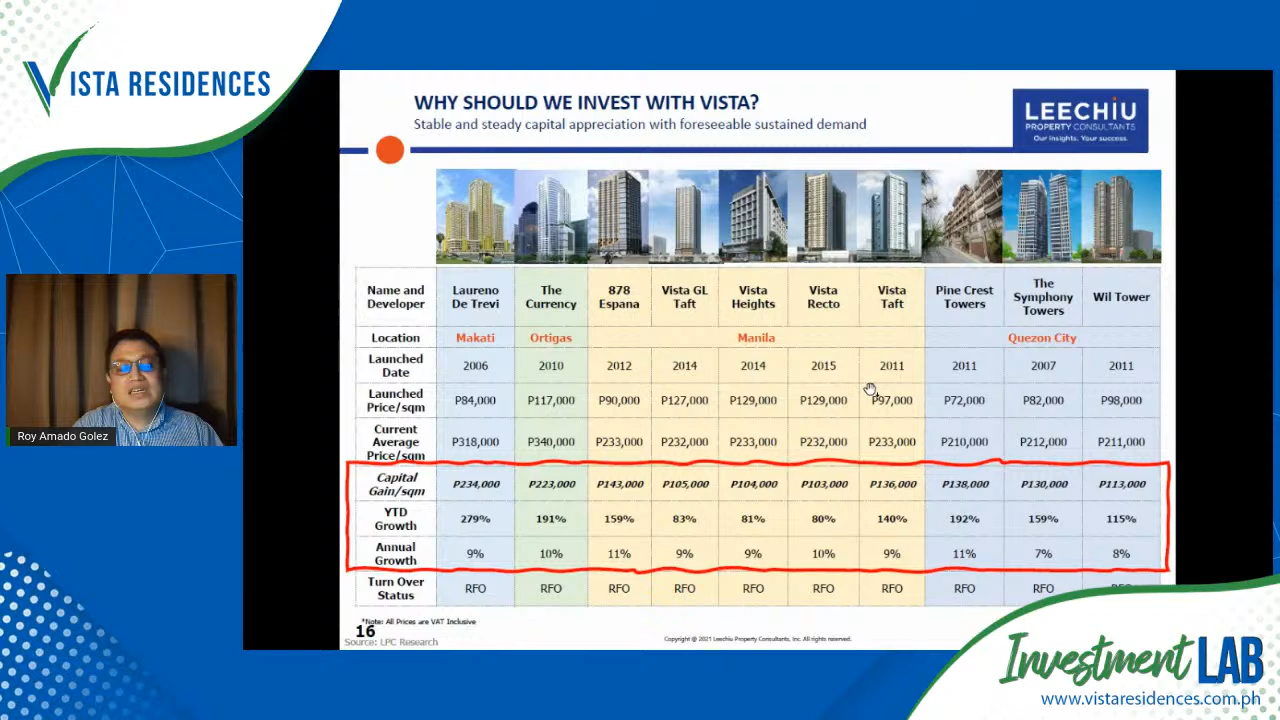 VISTA RESIDENCES
WHY SHOULD WE INVEST WITH VISTA?
Stable and steady capital appreciation with foreseeable sustained demand
LEECHIU
PROPERTY CONSULTANTS
Our insights. Your success.
Name and Developer Laureno De Trevi The Currency 878 Espana Vista GL Taft Vista Heights Vista Recto Vista Taft Pine Crest Towers The Symphony Towers Wil Tower
Location Makati Ortigas Manila Quezon City
Launched Date 2006 2010 2012 2014 2014 2015 2011 2011 2007 2011
Launched Price/sqm P84,000 P117,000 P90,000 P127,000 P129,000 P129,000 P97,000 P72,000 P82,000 P98,000
Current Average Price/sqm P318,000 P340,000 P233,000 P232,000 P233,000 P232,000 P233,000 P210,000 P212,000 P211,000
Capital Gain/sqm P234,000 P223,000 P143,000 P105,000 P104,000 P103,000 P136,000 P138,000 P130,000 P113,000
YTD Growth 279% 191% 159% 83% 81% 80% 140% 192% 159% 115%
Annual Growth 9% 10% 11% 9% 9% 10% 9% 11% 7% 8%
Turn Over Status RFO RFO RFO RFO RFO RFO RFO RFO RFO RFO
*Note: All Prices are VAT Inclusive
16
Source: LPC Research
Copyright @ 2021 Leechiu Property Consultants, Inc. All rights reserved.
Roy Amado Golez
Investment LAB
www.vistaresidences.com.ph